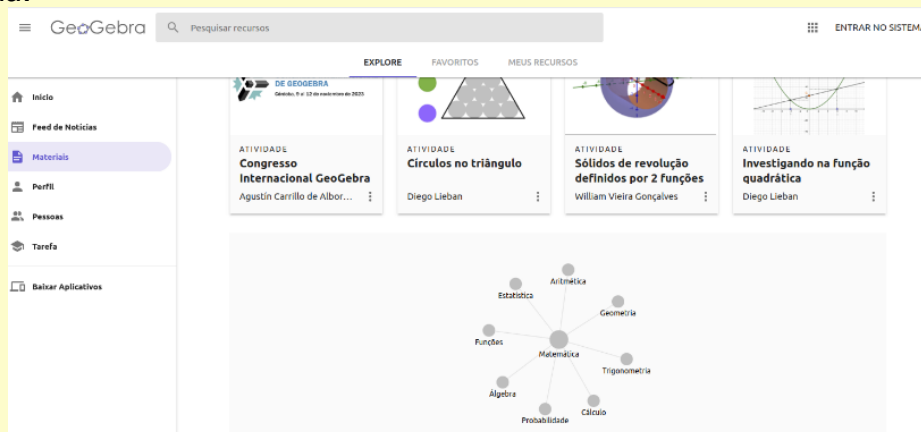 GeoGebra
Pesquisar recursos
ENTRAR NO SISTEMA
EXPLORE FAVORITOS MEUS RECURSOS
Início
Feed de Notícias
Materiais
Perfil
Pessoas
Tarefa
Baixar Aplicativos
DE GEOGEBRA
ATIVIDADE
Congresso
Internacional GeoGebra
Agustín Carrillo de Albor...
ATIVIDADE
Círculos no triângulo
Diego Lieban
ATIVIDADE
Sólidos de revolução
definidos por 2 funções
William Vieira Gonçalves
ATIVIDADE
Investigando na função
quadrática
Diego Lieban
Aritmética
Estatística
Geometria
Funções
Matemática
Trigonometria
Álgebra
Cálculo
Probabilidade